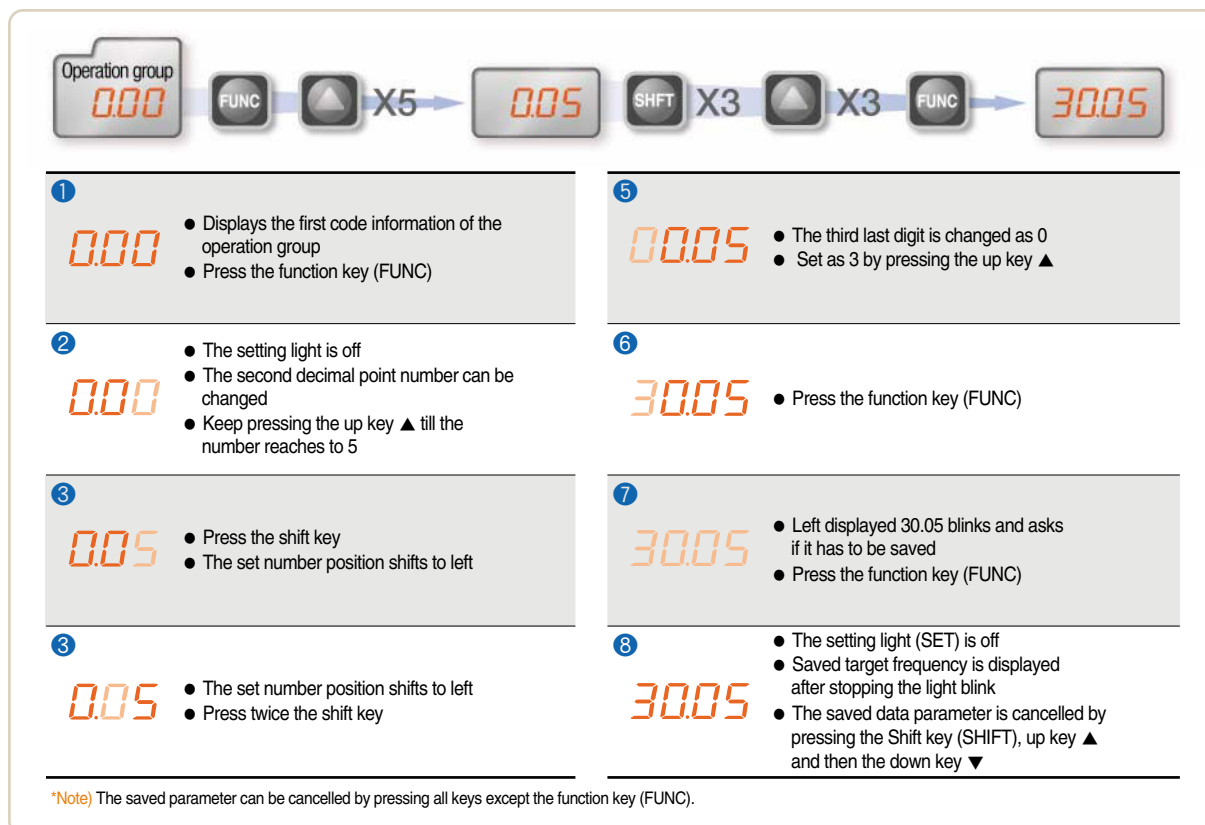 Operation group
0.00
FUNC
X5
0.05
SHFT
X3
X3
FUNC
30.05
1
0.00
● Displays the first code information of the
operation group
● Press the function key (FUNC)
2
0.00
● The setting light is off
● The second decimal point number can be
changed
● Keep pressing the up key ▲ till the
number reaches to 5
3
0.05
● Press the shift key
● The set number position shifts to left
3
0.05
● The set number position shifts to left
● Press twice the shift key
5
00.05
● The third last digit is changed as 0
● Set as 3 by pressing the up key ▲
6
30.05
● Press the function key (FUNC)
7
30.05
● Left displayed 30.05 blinks and asks
if it has to be saved
● Press the function key (FUNC)
8
30.05
● The setting light (SET) is off
● Saved target frequency is displayed
after stopping the light blink
● The saved data parameter is cancelled by
pressing the Shift key (SHIFT), up key ▲
and then the down key ▼
*Note) The saved parameter can be cancelled by pressing all keys except the function key (FUNC).